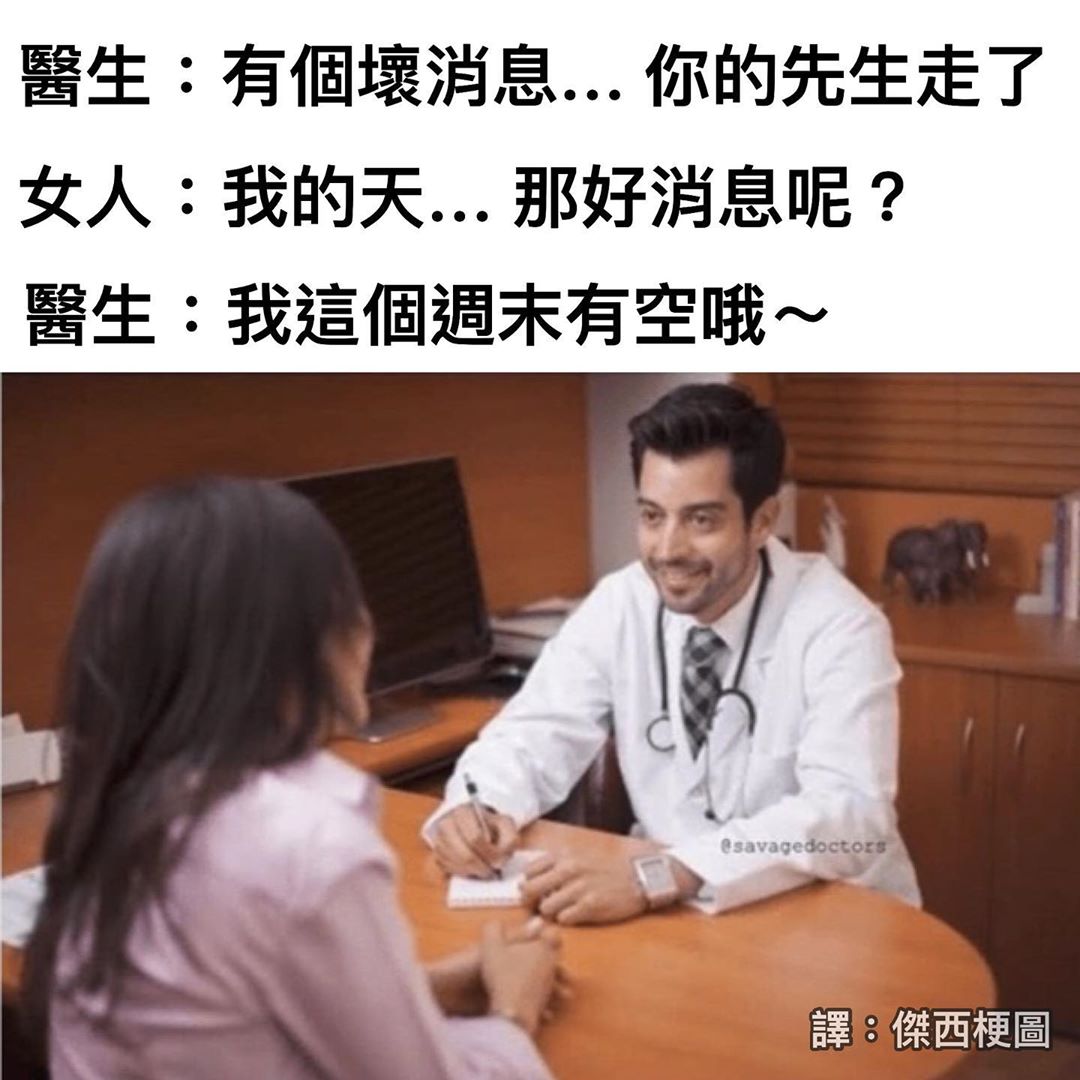 醫生：有個壞消息... 你的先生走了
女人：我的天... 那好消息呢？
醫生：我這個週末有空哦～
@savagedoctors
譯：傑西梗圖